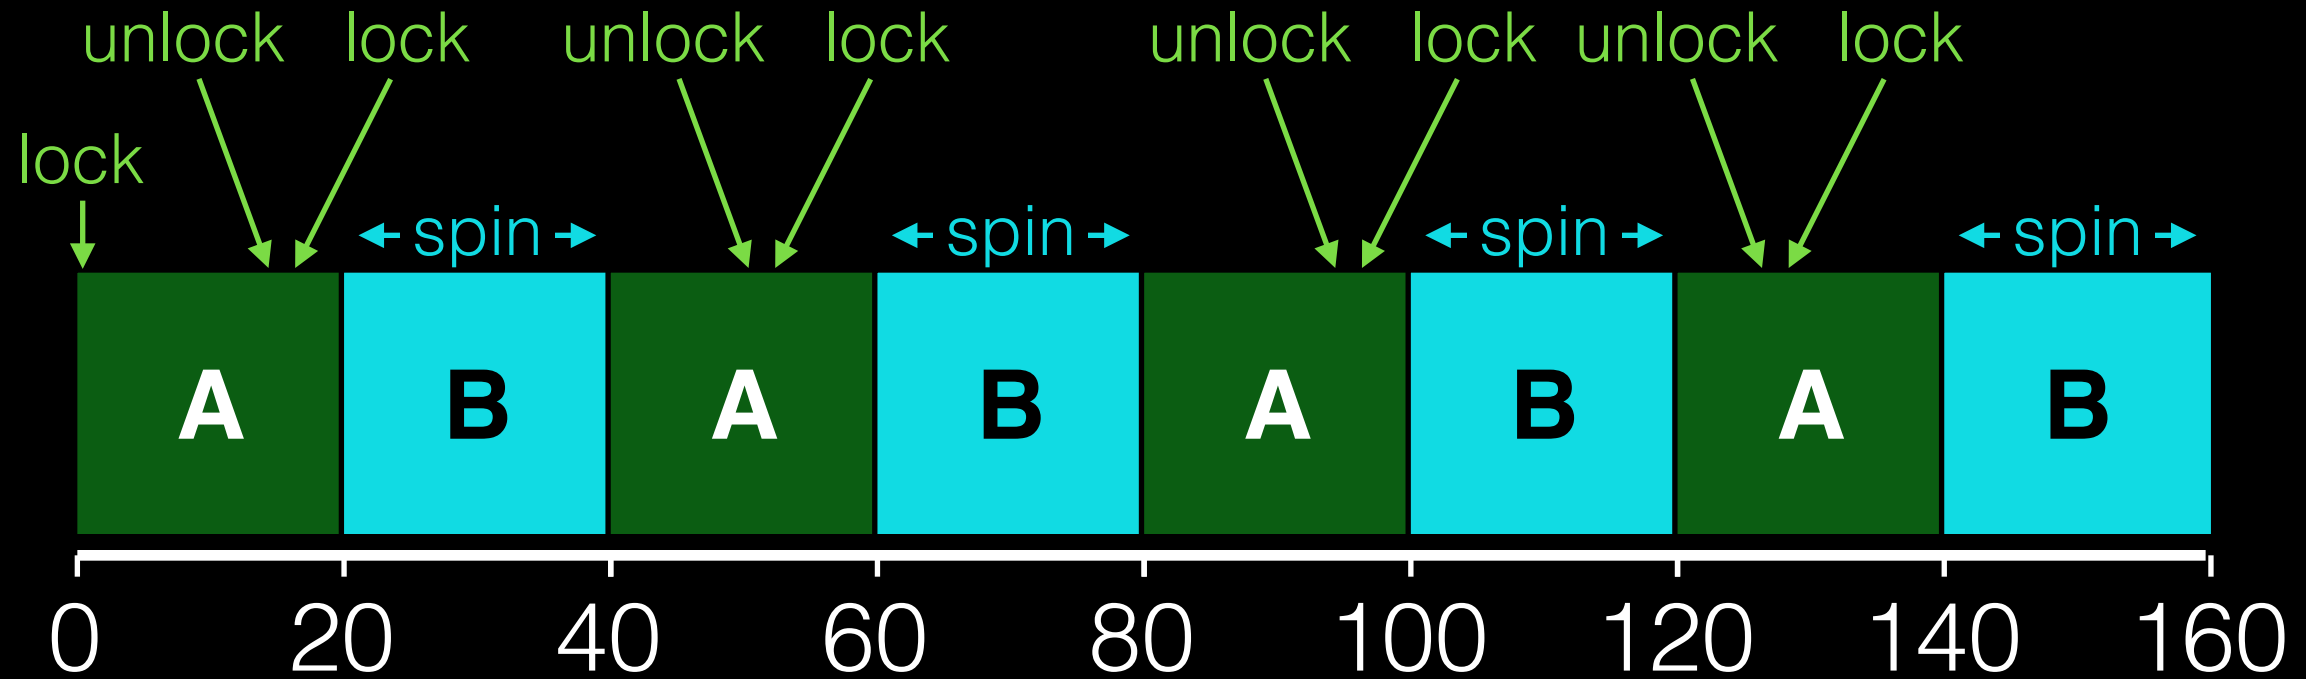 unlock lock unlock lock unlock lock unlock lock
lock
spin spin spin spin
A B A B A B A B
0 20 40 60 80 100 120 140 160